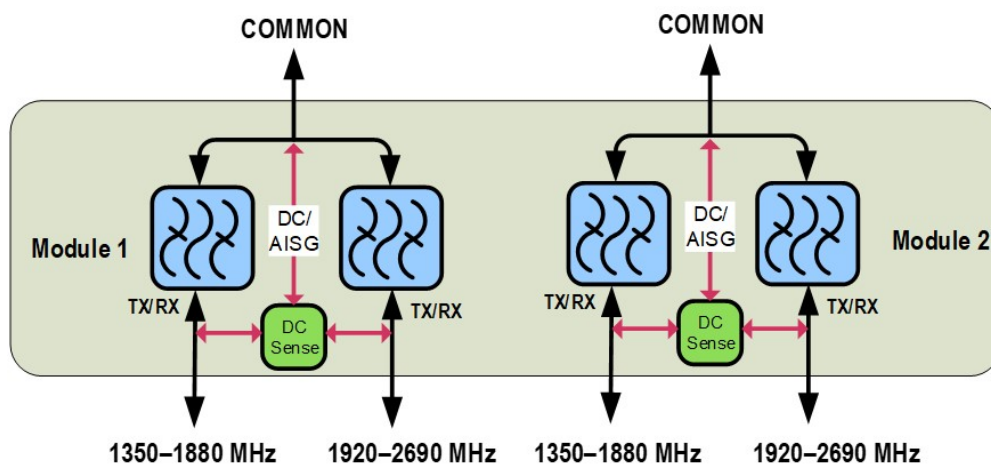 COMMON
COMMON
DC/
AISG
DC/
AISG
Module 1
Module 2
TX/RX
TX/RX
TX/RX
TX/RX
DC
Sense
DC
Sense
1350–1880 MHz
1920–2690 MHz
1350–1880 MHz
1920–2690 MHz